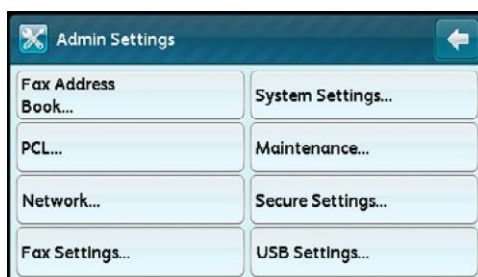 Admin Settings
Fax Address
Book...
System Settings...
PCL...
Maintenance...
Network...
Secure Settings...
Fax Settings...
USB Settings...